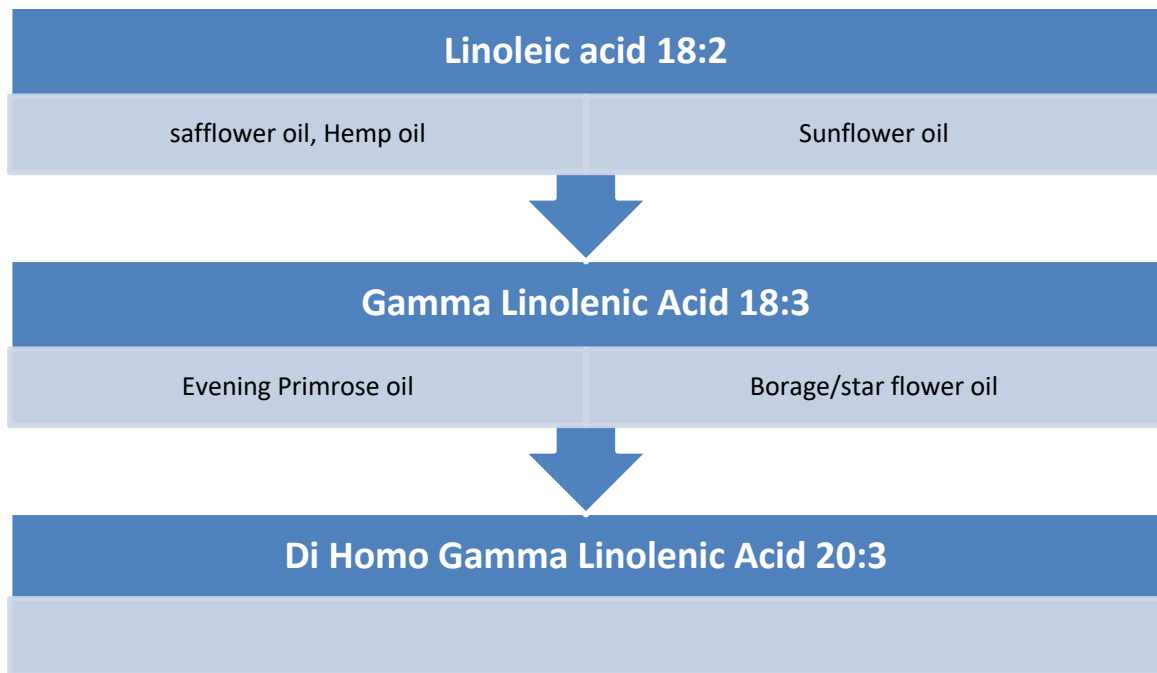 Linoleic acid 18:2
safflower oil, Hemp oil
Sunflower oil
Gamma Linolenic Acid 18:3
Evening Primrose oil
Borage/star flower oil
Di Homo Gamma Linolenic Acid 20:3